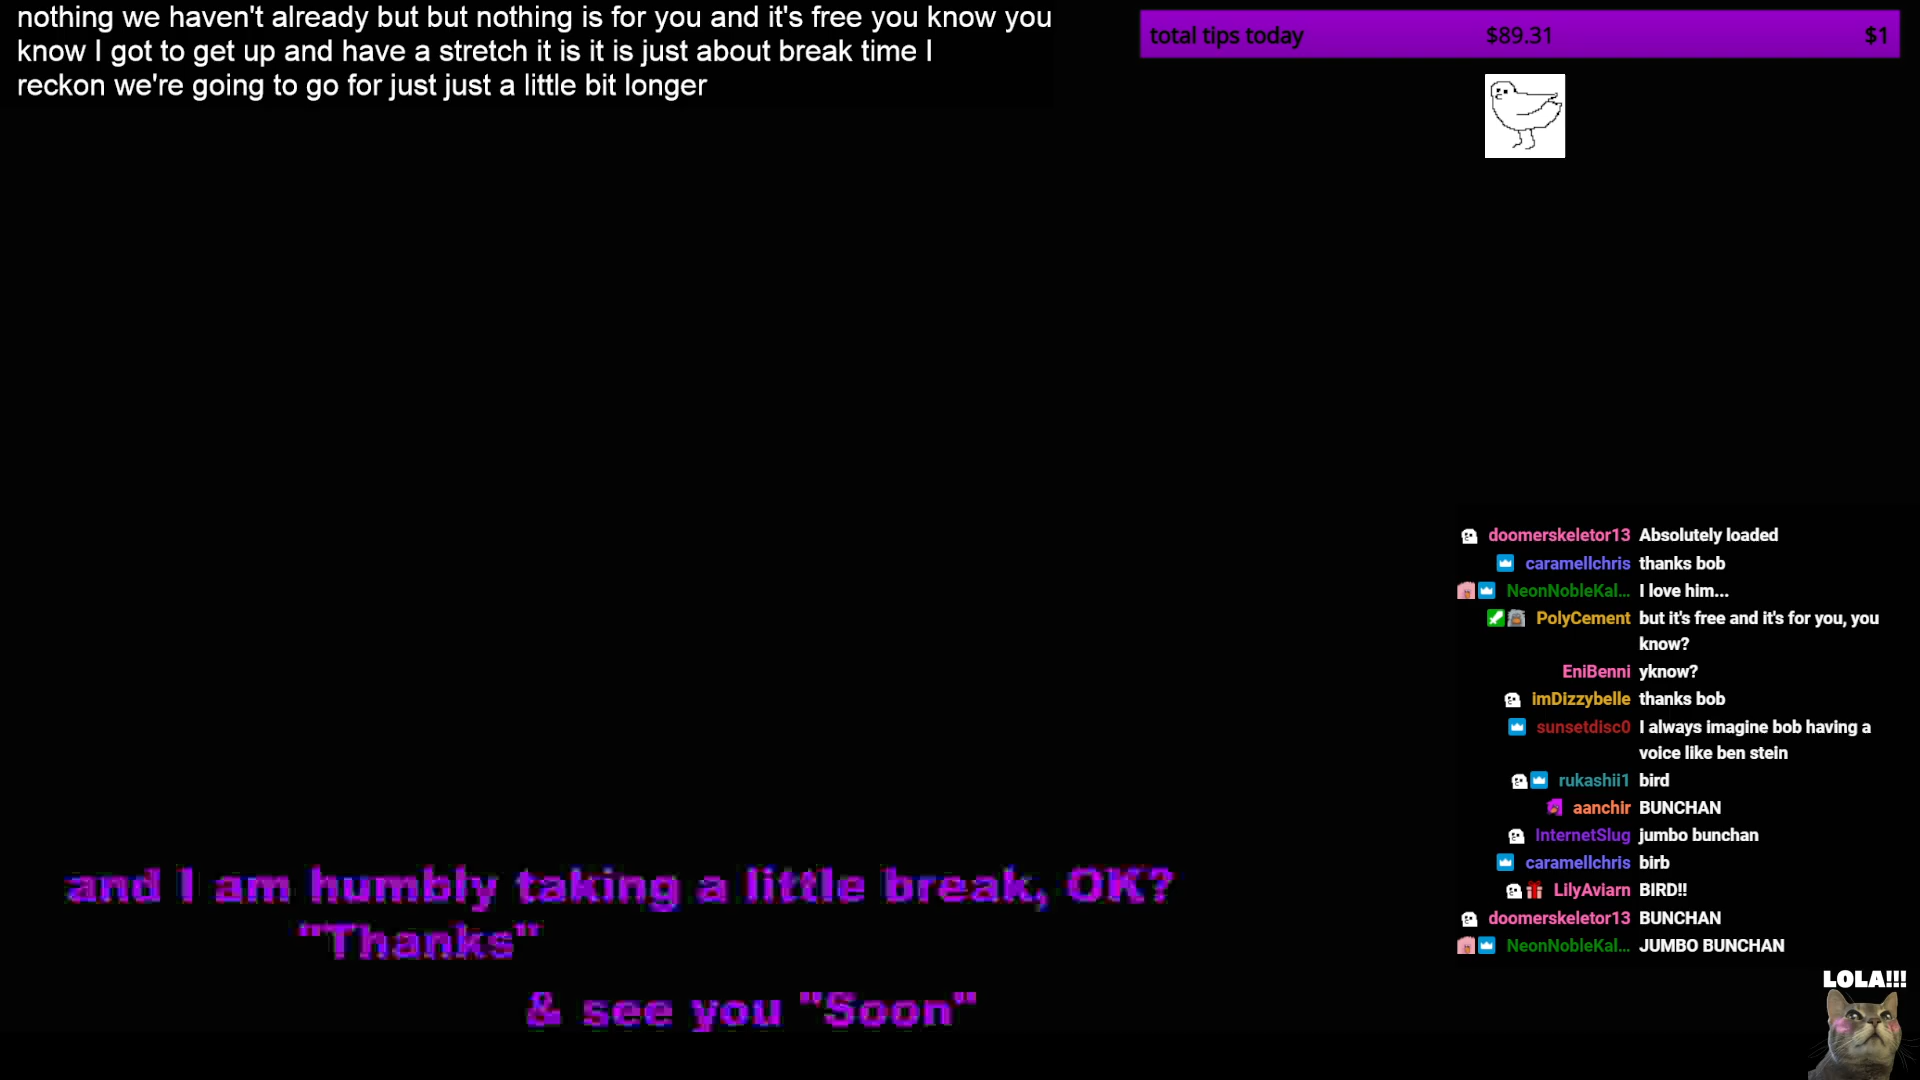 nothing we haven't already but but nothing is for you and it's free you know you
know I got to get up and have a stretch it is it is just about break time I
reckon we're going to go for just just a little bit longer
total tips today $89.31 $1
doomerskeletor13 Absolutely loaded
caramellchris thanks bob
NeonNobleKal... I love him...
PolyCement but it's free and it's for you, you
know?
EniBenni yknow?
imDizzybelle thanks bob
sunsetdisc0 I always imagine bob having a
voice like ben stein
rukashii1 bird
aanchir BUNCHAN
InternetSlug jumbo bunchan
caramellchris birb
LilyAviarn BIRD!!
doomerskeletor13 BUNCHAN
NeonNobleKal... JUMBO BUNCHAN
and I am humbly taking a little break, OK?
"Thanks"
& see you "Soon"
LOLA!!!